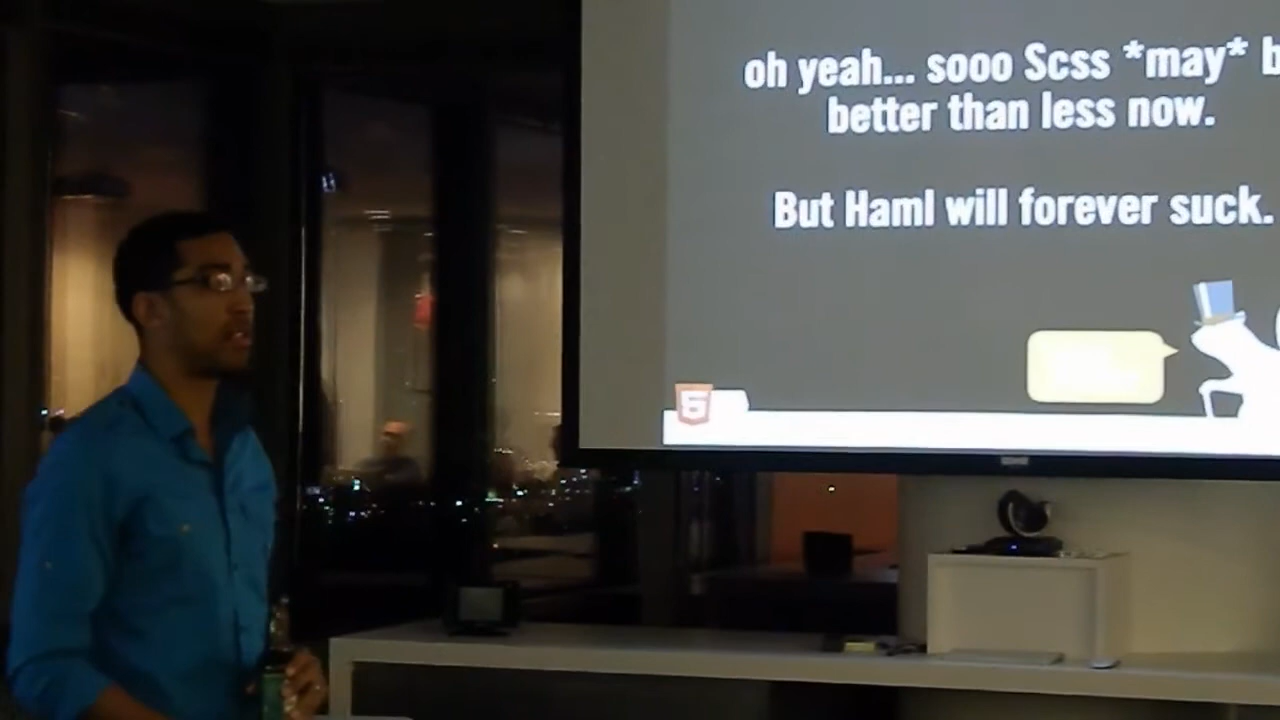 oh yeah... sooo Scss *may* b
better than less now.
But Haml will forever suck.